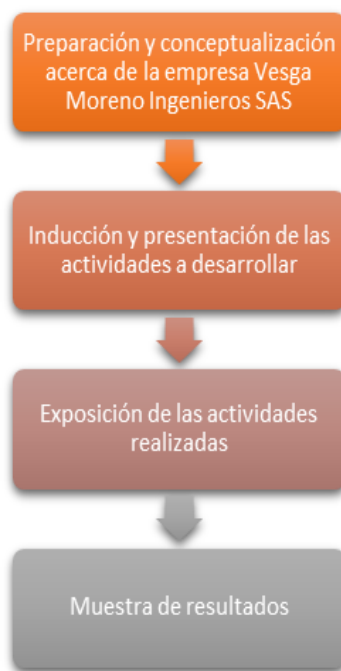 Preparación y conceptualización
acerca de la empresa Vesga
Moreno Ingenieros SAS
Inducción y presentación de las
actividades a desarrollar
Exposición de las actividades
realizadas
Muestra de resultados